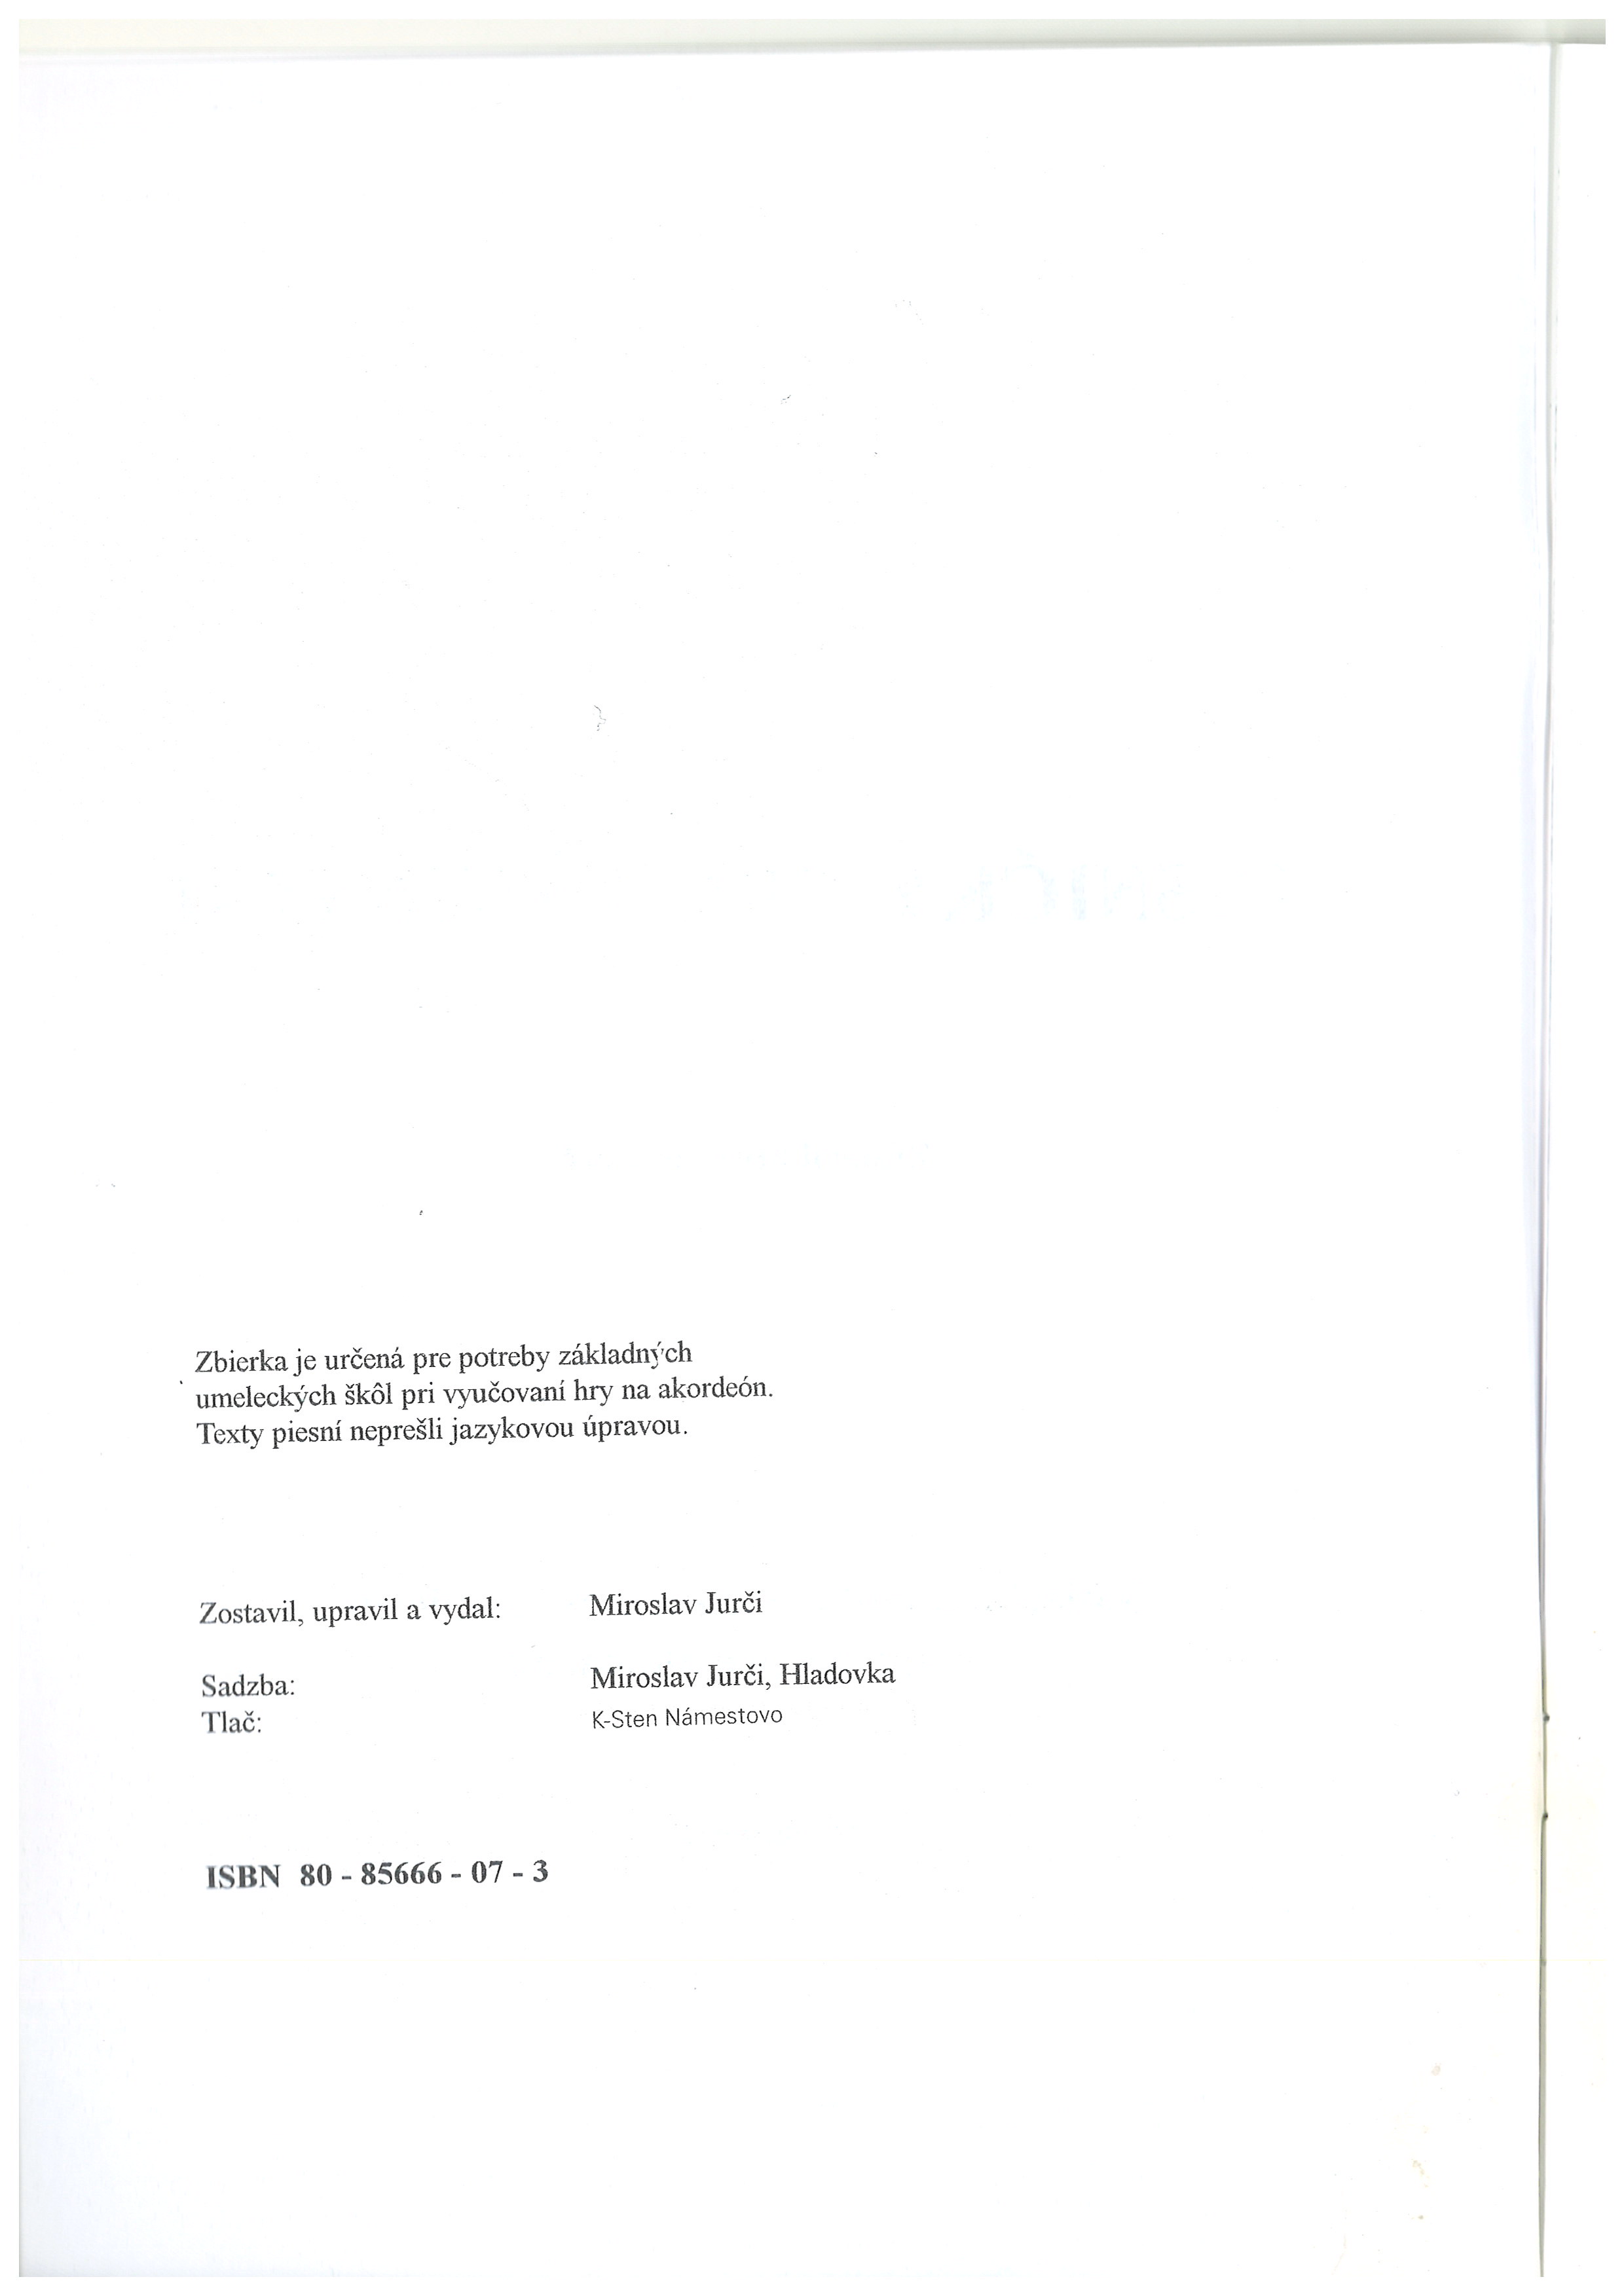 Zbierka je určená pre potreby základných
umeleckých škôl pri vyučovaní hry na akordeón.
Texty piesní neprešli jazykovou úpravou.
Zostavil, upravil a vydal: Miroslav Jurči
Sadzba: Miroslav Jurči, Hladovka
Tlač: K-Sten Námestovo
ISBN 80 - 85666 - 07 - 3